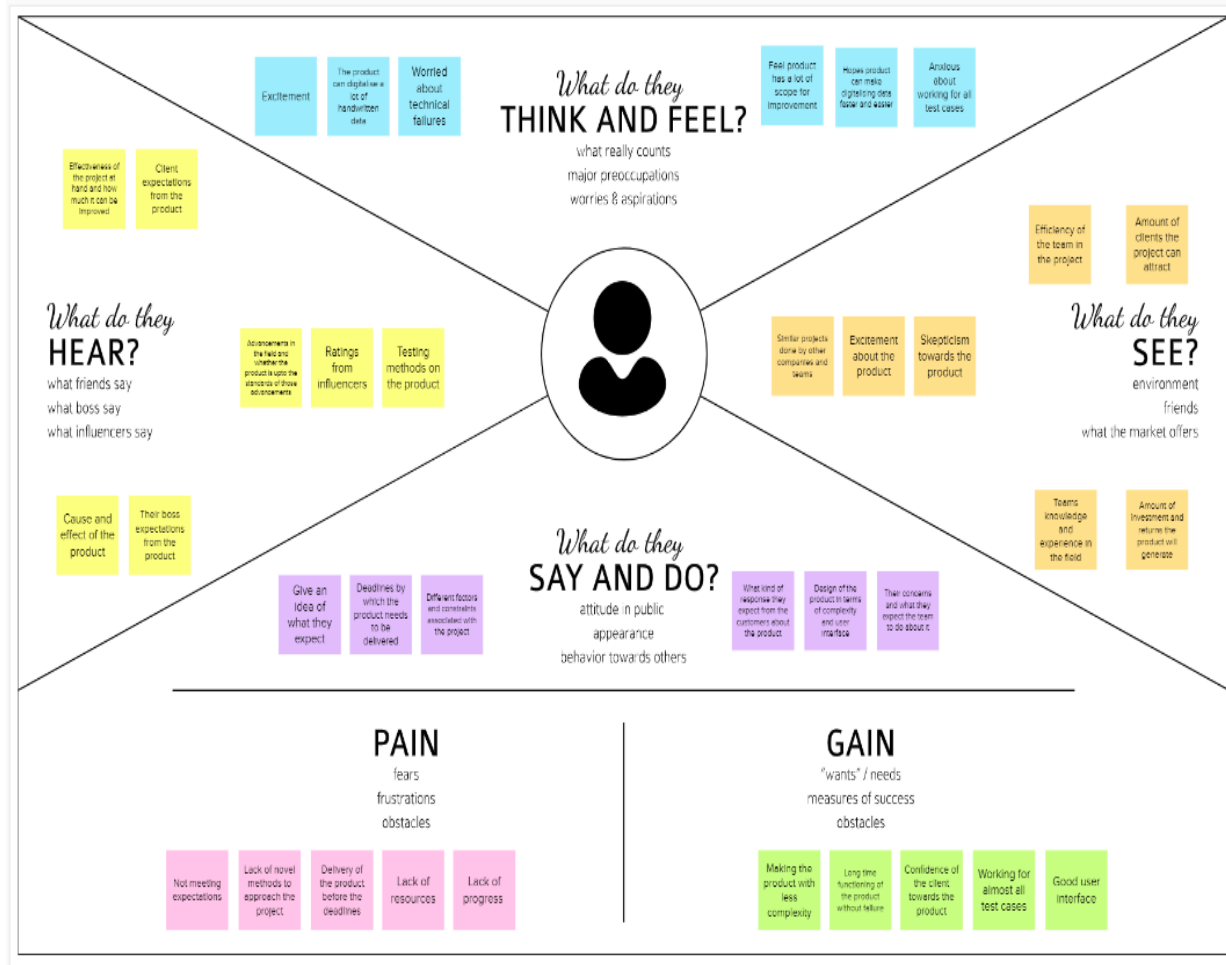 What do they
THINK AND FEEL?
what really counts
major preoccupations
worries & aspirations
Excitement
The product
can digitalise a
lot of
handwritten
data
Worried
about
technical
failures
Feel product
has a lot of
scope for
improvement
Hopes product
can make
digitalising data
faster and easier
Anxious
about
working for all
test cases
What do they
HEAR?
what friends say
what boss say
what influencers say
Effectiveness of
the project at
hand and how
much it can be
improved
Client
expectations
from the
product
Advancements in
the field and
whether the
product is upto the
standards of those
advancements
Ratings
from
influencers
Testing
methods on
the product
Cause and
effect of the
product
Their boss
expectations
from the
product
What do they
SEE?
environment
friends
what the market offers
Efficiency of
the team in
the project
Amount of
clients the
project can
attract
Similar projects
done by other
companies and
teams
Excitement
about the
product
Skepticism
towards the
product
Teams
knowledge
and
experience in
the field
Amount of
investment and
returns the
product will
generate
What do they
SAY AND DO?
attitude in public
appearance
behavior towards others
Give an
idea of
what they
expect
Deadlines by
which the
product needs
to be
delivered
Different factors
and constraints
associated with
the project
What kind of
response they
expect from the
customers about
the product
Design of the
product in terms
of complexity
and user
interface
Their concerns
and what they
expect the team
to do about it
PAIN
fears
frustrations
obstacles
Not meeting
expectations
Lack of novel
methods to
approach the
project
Delivery of
the product
before the
deadlines
Lack of
resources
Lack of
progress
GAIN
"wants" / needs
measures of success
obstacles
Making the
product with
less
complexity
Long time
functioning of
the product
without failure
Confidence of
the client
towards the
product
Working for
almost all
test cases
Good user
interface